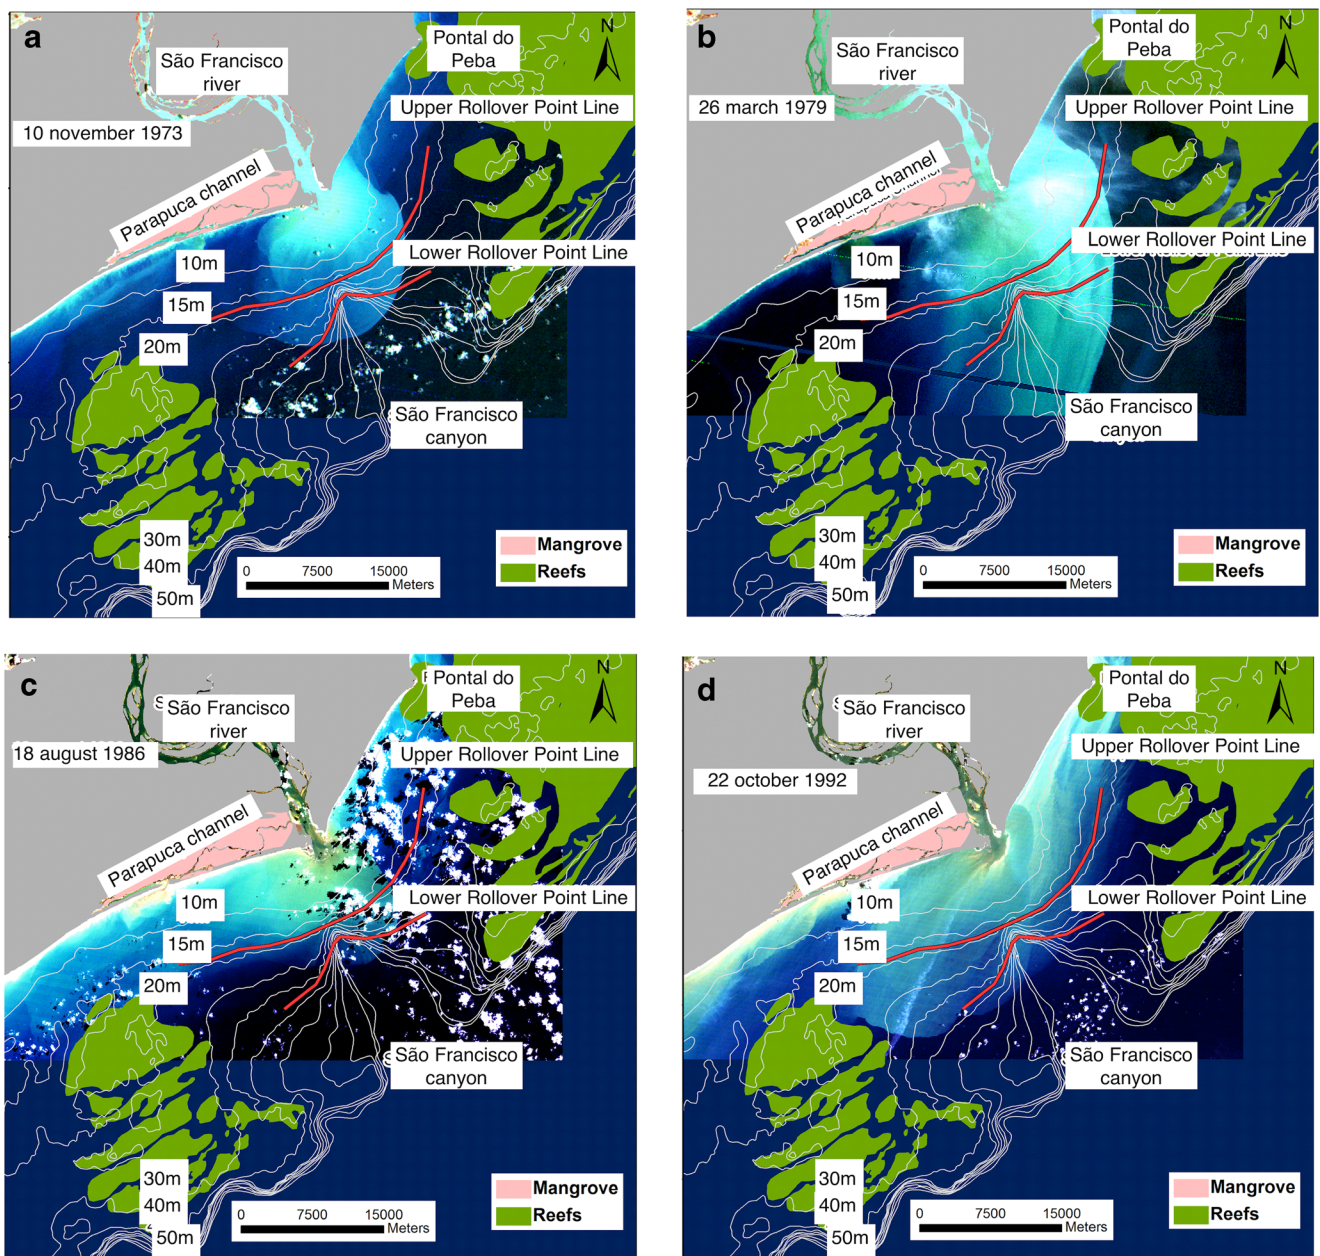 a
N
Pontal do
Peba
São Francisco
river
Upper Rollover Point Line
10 november 1973
Parapuca channel
Lower Rollover Point Line
10m
15m
20m
São Francisco
canyon
30m
40m
50m
Mangrove
Reefs
0 7500 15000
Meters
b
N
Pontal do
Peba
São Francisco
river
Upper Rollover Point Line
26 march 1979
Parapuca channel
Lower Rollover Point Line
10m
15m
20m
São Francisco
canyon
30m
40m
50m
Mangrove
Reefs
0 7500 15000
Meters
c
N
Pontal do
Peba
São Francisco
river
Upper Rollover Point Line
18 august 1986
Parapuca channel
Lower Rollover Point Line
10m
15m
20m
São Francisco
canyon
30m
40m
50m
Mangrove
Reefs
0 7500 15000
Meters
d
N
Pontal do
Peba
São Francisco
river
Upper Rollover Point Line
22 october 1992
Parapuca channel
Lower Rollover Point Line
10m
15m
20m
São Francisco
canyon
30m
40m
50m
Mangrove
Reefs
0 7500 15000
Meters